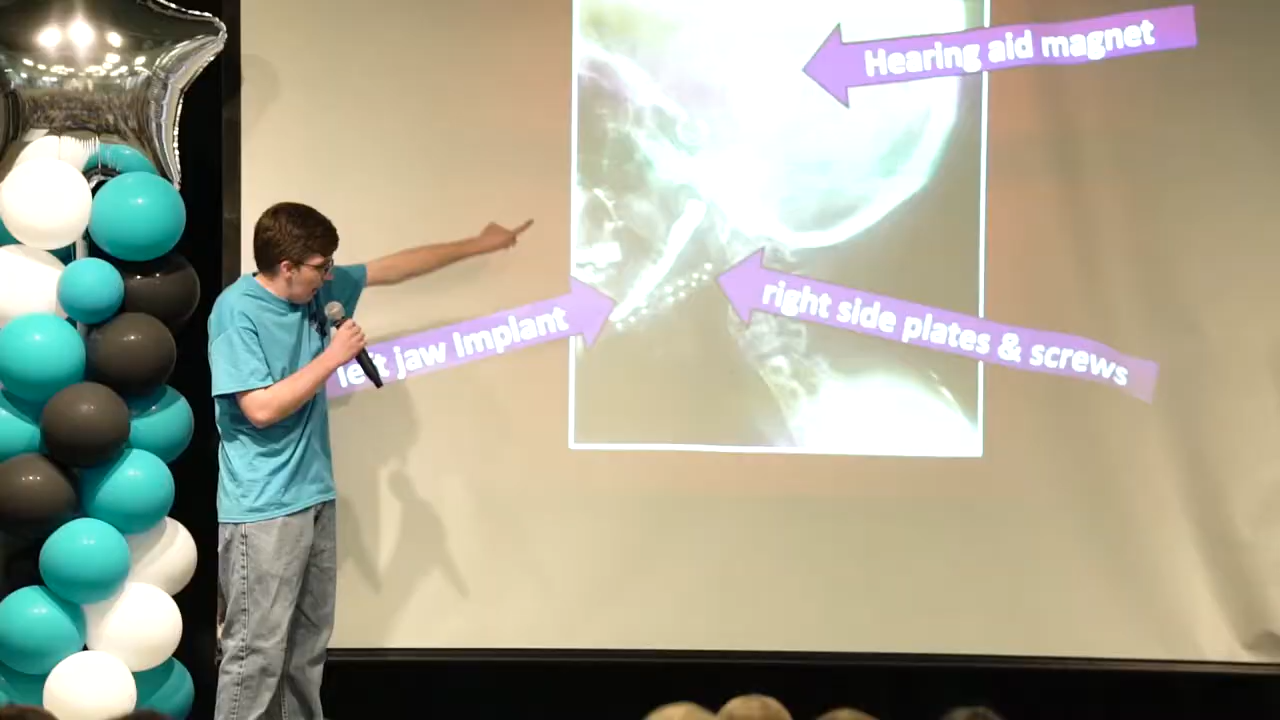 Hearing aid magnet
right side plates & screws
left jaw Implant